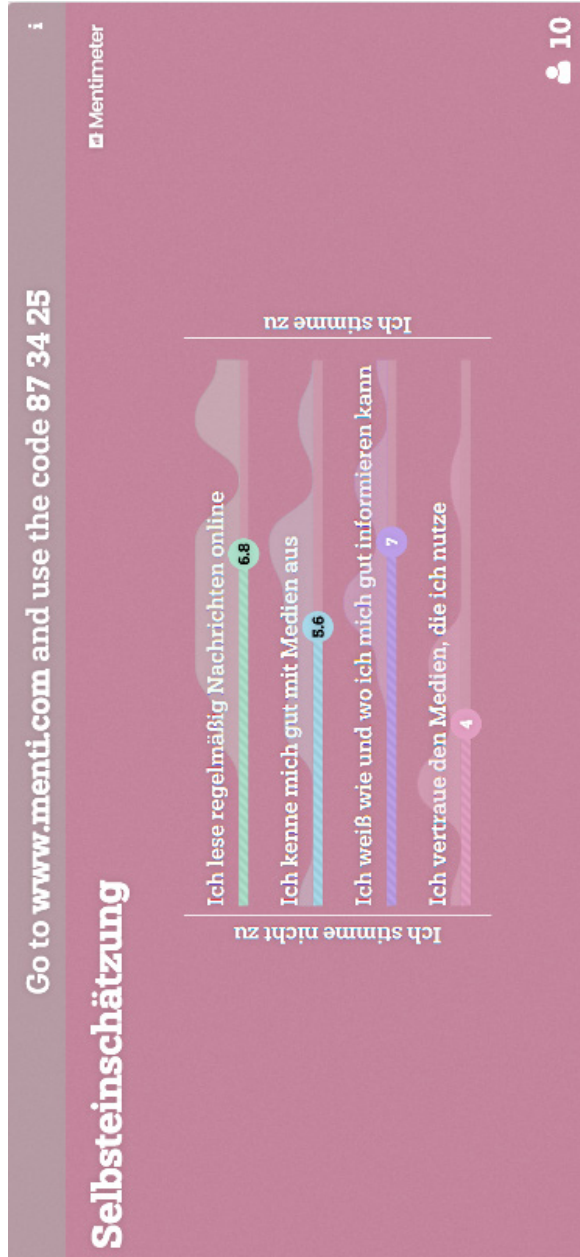 Go to www.menti.com and use the code 87 34 25
i
Selbsteinschätzung
Mentimeter
Ich stimme nicht zu
Ich stimme zu
Ich lese regelmäßig Nachrichten online
6.8
Ich kenne mich gut mit Medien aus
5.6
Ich weiß wie und wo ich mich gut informieren kann
7
Ich vertraue den Medien, die ich nutze
4
10